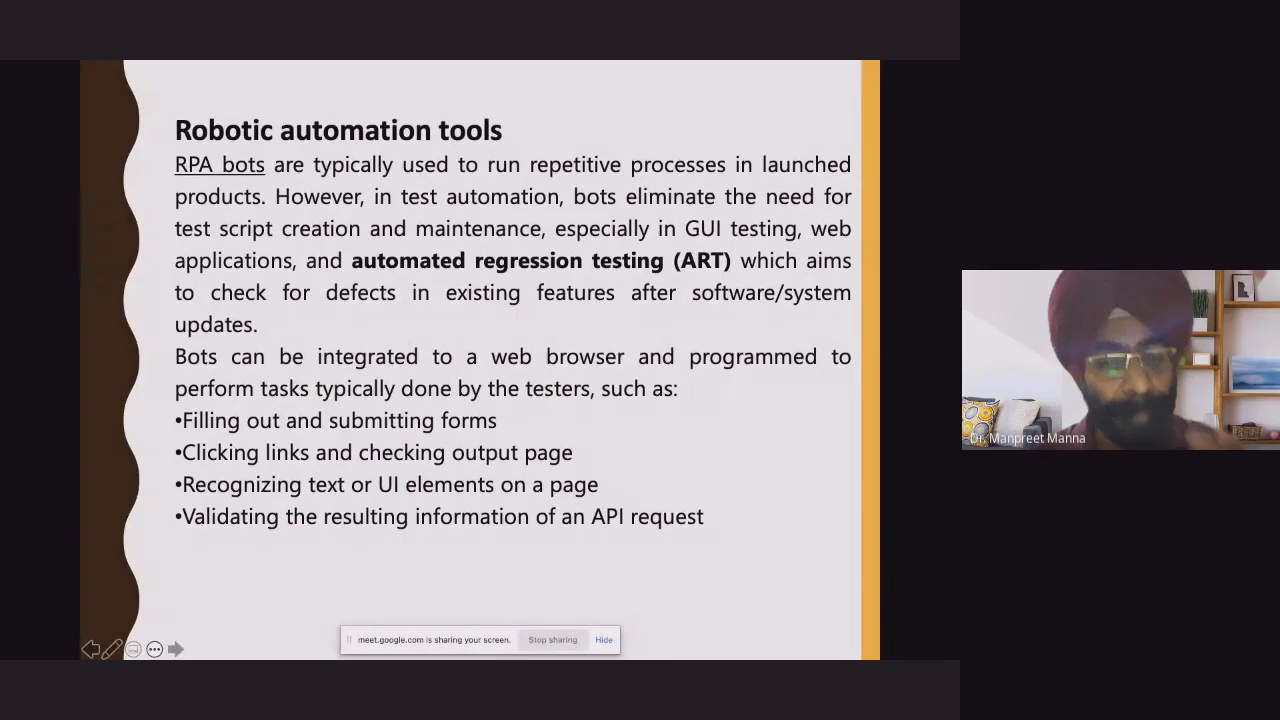 Robotic automation tools
RPA bots are typically used to run repetitive processes in launched
products. However, in test automation, bots eliminate the need for
test script creation and maintenance, especially in GUI testing, web
applications, and automated regression testing (ART) which aims
to check for defects in existing features after software/system
updates.
Bots can be integrated to a web browser and programmed to
perform tasks typically done by the testers, such as:
•Filling out and submitting forms
•Clicking links and checking output page
•Recognizing text or UI elements on a page
•Validating the resulting information of an API request
meet.google.com is sharing your screen. Stop sharing Hide
Dr. Manpreet Manna